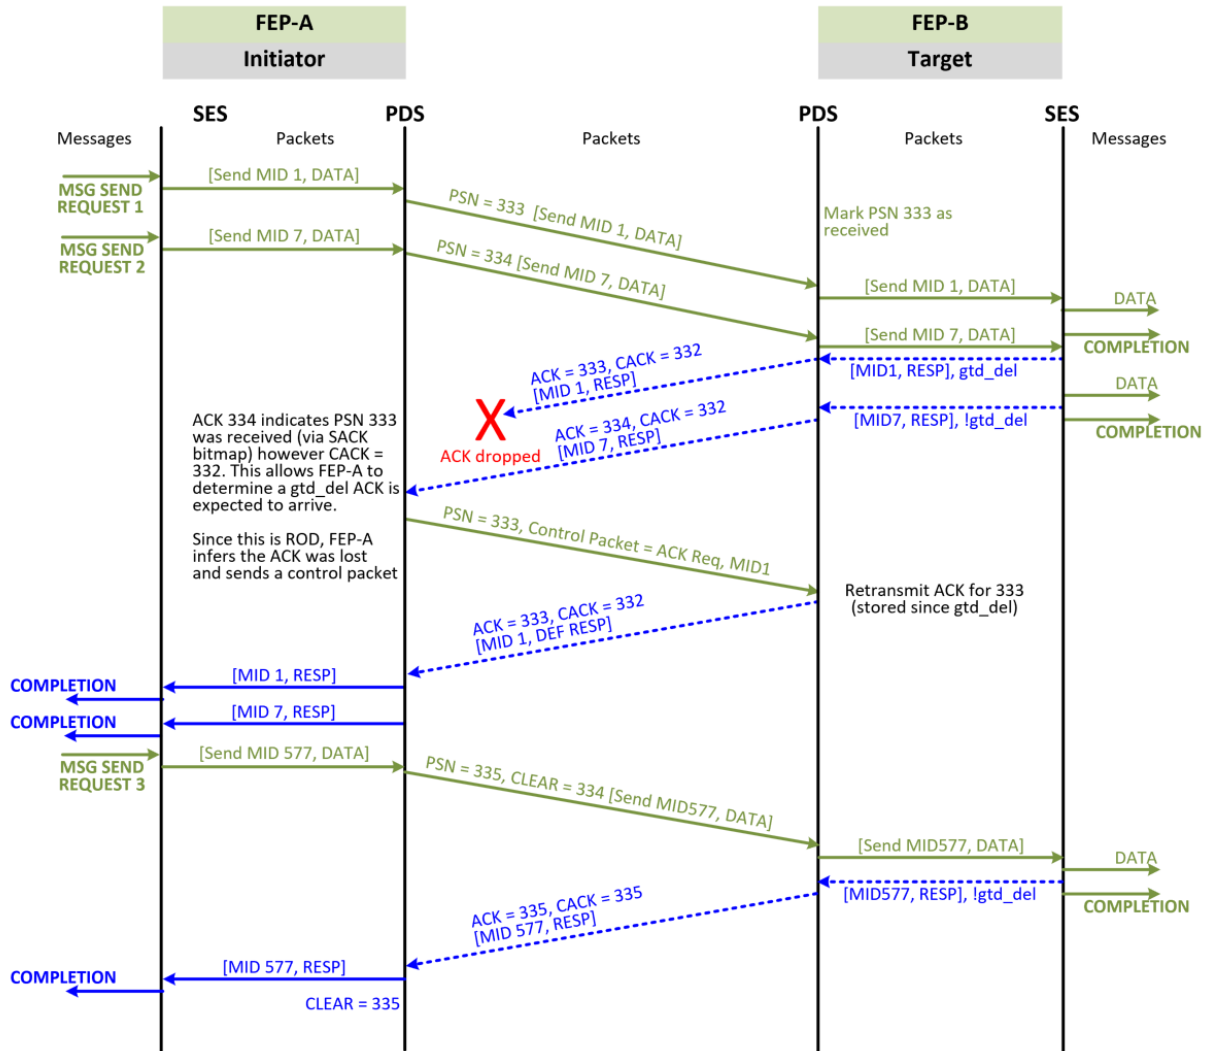 FEP-A
Initiator
FEP-B
Target
SES
PDS
PDS
SES
Messages
Packets
Packets
Packets
Messages
MSG SEND
REQUEST 1
[Send MID 1, DATA]
PSN = 333  [Send MID 1, DATA]
Mark PSN 333 as
received
MSG SEND
REQUEST 2
[Send MID 7, DATA]
PSN = 334 [Send MID 7, DATA]
[Send MID 1, DATA]
DATA
[Send MID 7, DATA]
COMPLETION
ACK = 333, CACK = 332
[MID 1, RESP]
[MID1, RESP], gtd_del
DATA
X
ACK dropped
ACK = 334, CACK = 332
[MID 7, RESP]
[MID7, RESP], !gtd_del
COMPLETION
ACK 334 indicates PSN 333
was received (via SACK
bitmap) however CACK =
332. This allows FEP-A to
determine a gtd_del ACK is
expected to arrive.
Since this is ROD, FEP-A
infers the ACK was lost
and sends a control packet
PSN = 333, Control Packet = ACK Req, MID1
Retransmit ACK for 333
(stored since gtd_del)
ACK = 333, CACK = 332
[MID 1, DEF RESP]
[MID 1, RESP]
COMPLETION
[MID 7, RESP]
COMPLETION
MSG SEND
REQUEST 3
[Send MID 577, DATA]
PSN = 335, CLEAR = 334 [Send MID577, DATA]
[Send MID577, DATA]
DATA
[MID577, RESP], !gtd_del
COMPLETION
ACK = 335, CACK = 335
[MID 577, RESP]
[MID 577, RESP]
COMPLETION
CLEAR = 335